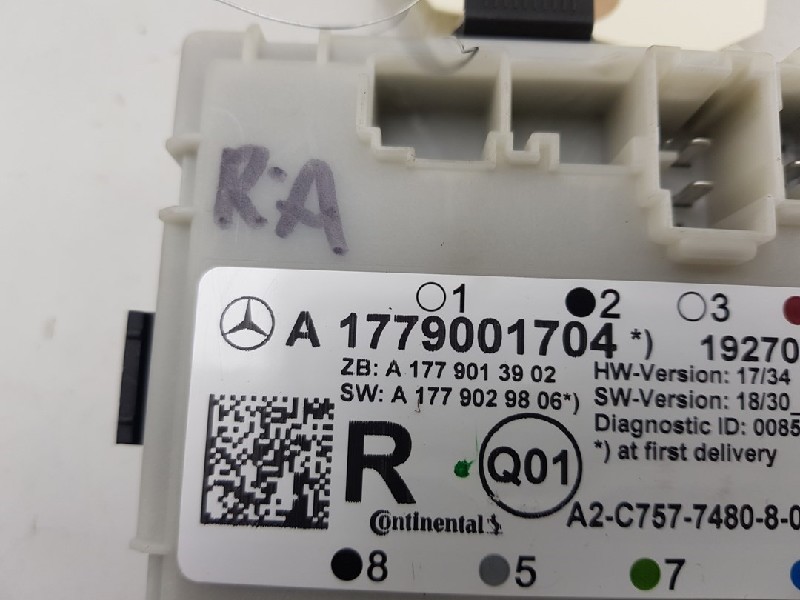 R:A
1 2 3
A 1779001704 *) 19270
ZB: A 177 901 39 02 HW-Version: 17/34
SW: A 177 902 98 06*) SW-Version: 18/30_
Diagnostic ID: 0085
*) at first delivery
R Q01
Continental A2-C757-7480-8-0
8 5 7